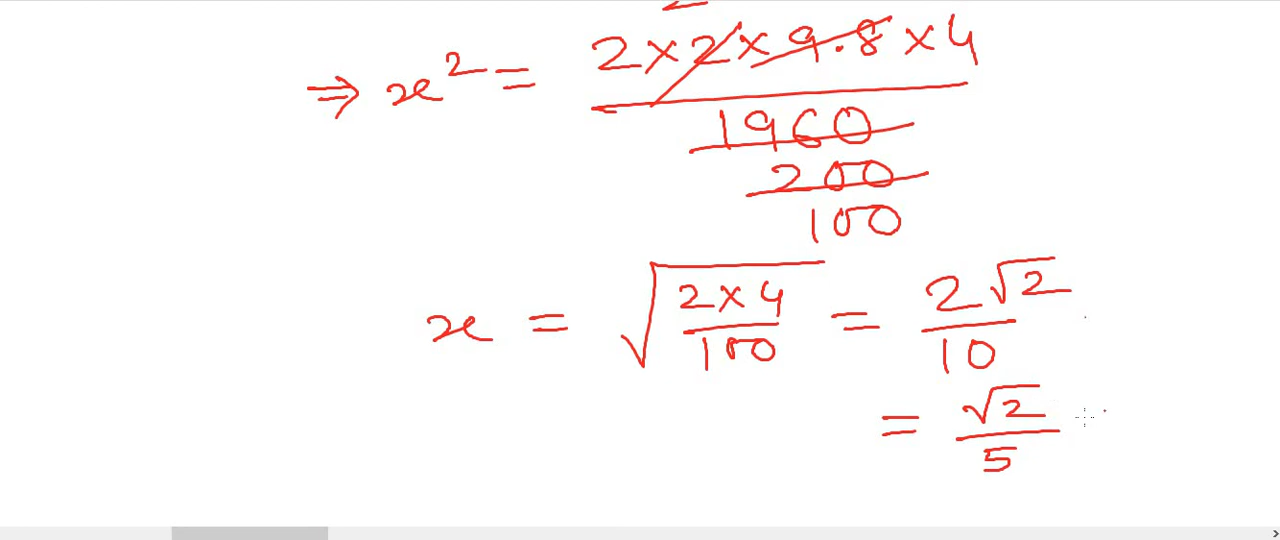 ⇒ x² = (2 × 2 × 9.8 × 4) / 1960
200
100
x = √(2 × 4 / 100) = 2√2 / 10
= √2 / 5